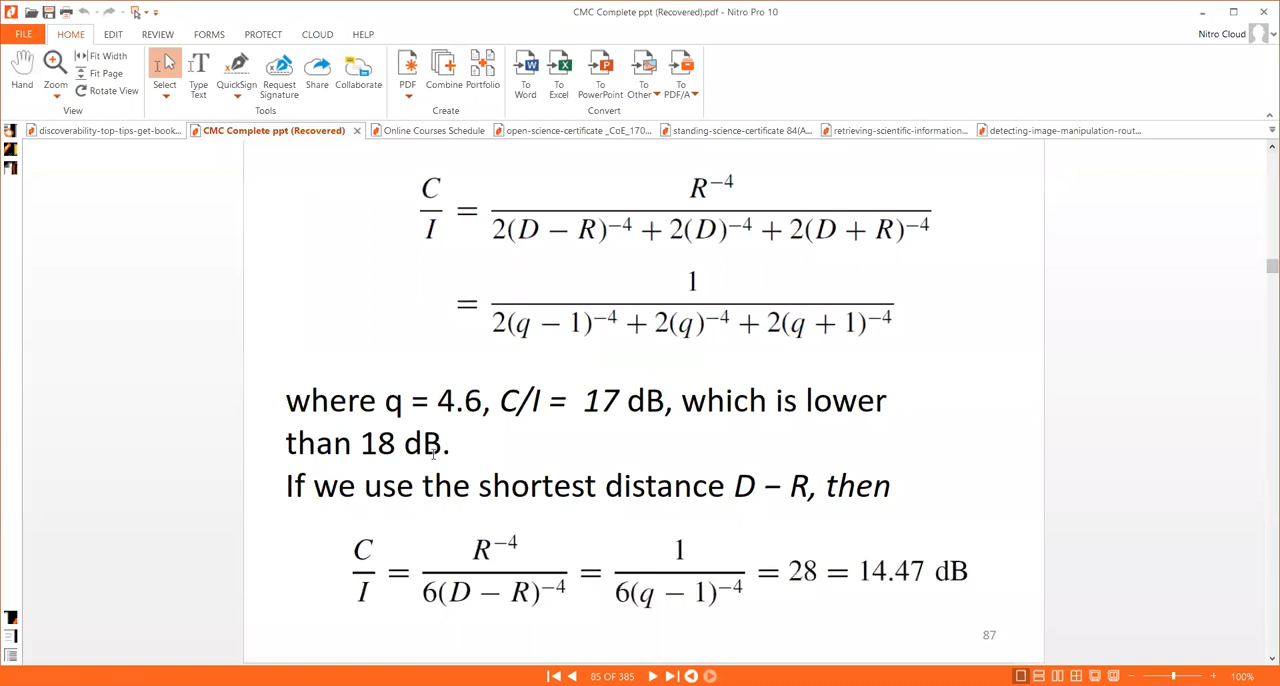 CMC Complete ppt (Recovered).pdf - Nitro Pro 10
FILE HOME EDIT REVIEW FORMS PROTECT CLOUD HELP Nitro Cloud
Hand Zoom Fit Width Fit Page Rotate View Select Type Text QuickSign Request Signature Share Collaborate PDF Combine Portfolio To Word To Excel To PowerPoint To Other To PDF/A
View Tools Create Convert
discoverability-top-tips-get-book... CMC Complete ppt (Recovered) Online Courses Schedule open-science-certificate _CoE_170... standing-science-certificate 84(A... retrieving-scientific-information... detecting-image-manipulation-rout...
C/I = R⁻⁴ / 2(D − R)⁻⁴ + 2(D)⁻⁴ + 2(D + R)⁻⁴
= 1 / 2(q − 1)⁻⁴ + 2(q)⁻⁴ + 2(q + 1)⁻⁴
where q = 4.6, C/I = 17 dB, which is lower
than 18 dB.
If we use the shortest distance D − R, then
C/I = R⁻⁴ / 6(D − R)⁻⁴ = 1 / 6(q − 1)⁻⁴ = 28 = 14.47 dB
87
85 OF 385 100%